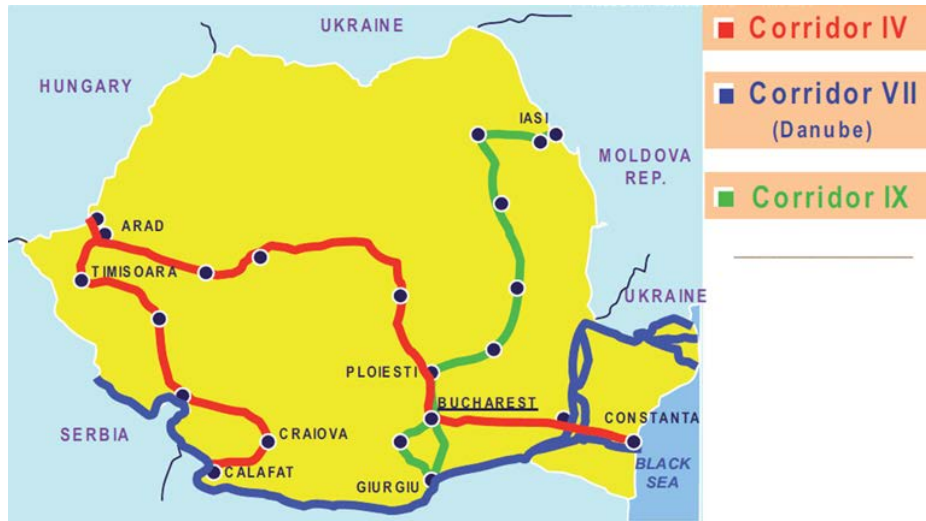 UKRAINE
HUNGARY
IASI
MOLDOVA
REP.
ARAD
TIMISOARA
UKRAINE
PLOIESTI
BUCHAREST
CONSTANTA
SERBIA
CRAIOVA
CALAFAT
GIURGIU
BLACK
SEA
Corridor IV
Corridor VII
(Danube)
Corridor IX